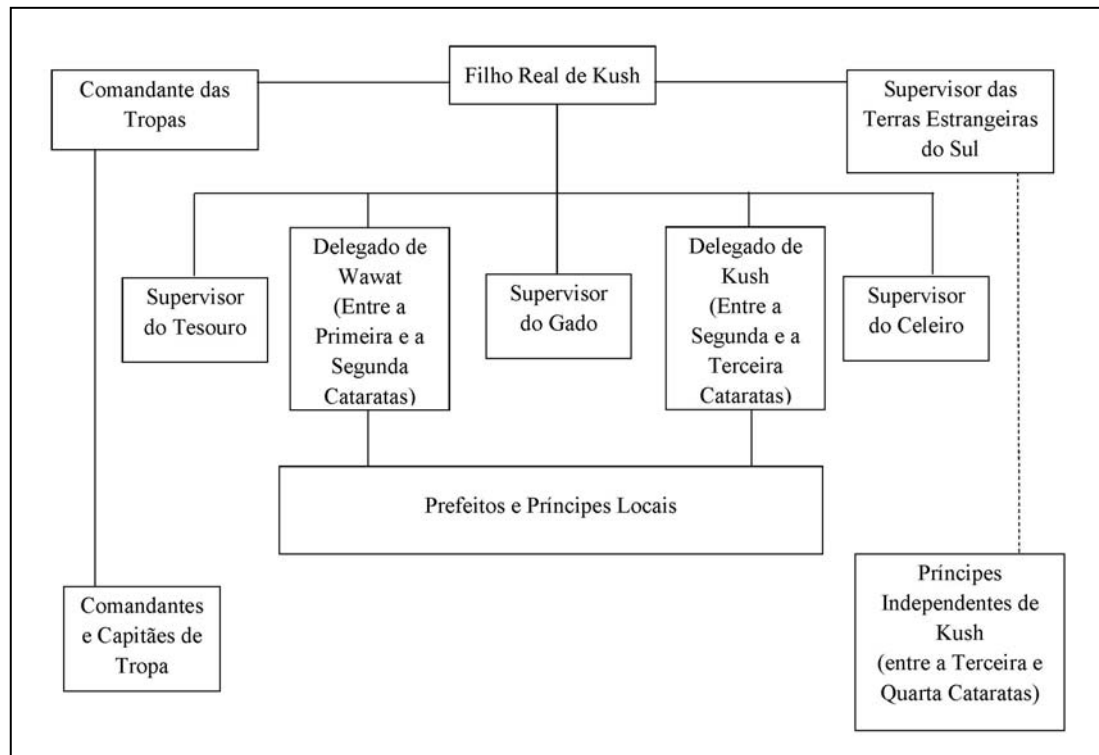 Filho Real de Kush
Comandante das
Tropas
Supervisor das
Terras Estrangeiras
do Sul
Supervisor
do Tesouro
Delegado de
Wawat
(Entre a
Primeira e a
Segunda
Cataratas)
Supervisor
do Gado
Delegado de
Kush
(Entre a
Segunda e a
Terceira
Cataratas)
Supervisor
do Celeiro
Prefeitos e Príncipes Locais
Comandantes
e Capitães de
Tropa
Príncipes
Independentes de
Kush
(entre a Terceira e
Quarta Cataratas)